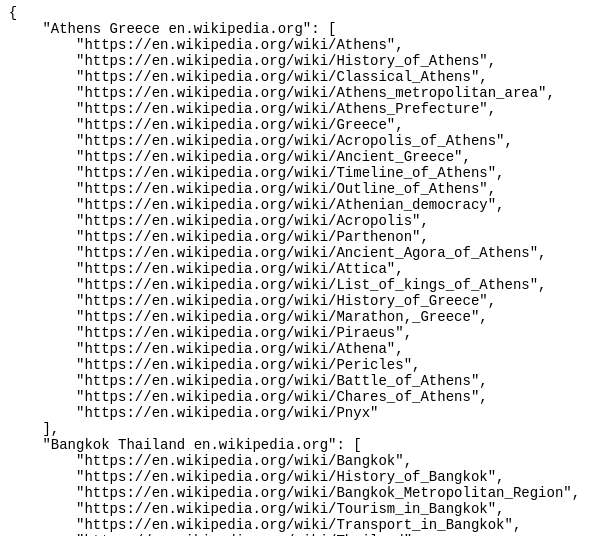 {
    "Athens Greece en.wikipedia.org": [
        "https://en.wikipedia.org/wiki/Athens",
        "https://en.wikipedia.org/wiki/History_of_Athens",
        "https://en.wikipedia.org/wiki/Classical_Athens",
        "https://en.wikipedia.org/wiki/Athens_metropolitan_area",
        "https://en.wikipedia.org/wiki/Athens_Prefecture",
        "https://en.wikipedia.org/wiki/Greece",
        "https://en.wikipedia.org/wiki/Acropolis_of_Athens",
        "https://en.wikipedia.org/wiki/Ancient_Greece",
        "https://en.wikipedia.org/wiki/Timeline_of_Athens",
        "https://en.wikipedia.org/wiki/Outline_of_Athens",
        "https://en.wikipedia.org/wiki/Athenian_democracy",
        "https://en.wikipedia.org/wiki/Acropolis",
        "https://en.wikipedia.org/wiki/Parthenon",
        "https://en.wikipedia.org/wiki/Ancient_Agora_of_Athens",
        "https://en.wikipedia.org/wiki/Attica",
        "https://en.wikipedia.org/wiki/List_of_kings_of_Athens",
        "https://en.wikipedia.org/wiki/History_of_Greece",
        "https://en.wikipedia.org/wiki/Marathon,_Greece",
        "https://en.wikipedia.org/wiki/Piraeus",
        "https://en.wikipedia.org/wiki/Athena",
        "https://en.wikipedia.org/wiki/Pericles",
        "https://en.wikipedia.org/wiki/Battle_of_Athens",
        "https://en.wikipedia.org/wiki/Chares_of_Athens",
        "https://en.wikipedia.org/wiki/Pnyx"
    ],
    "Bangkok Thailand en.wikipedia.org": [
        "https://en.wikipedia.org/wiki/Bangkok",
        "https://en.wikipedia.org/wiki/History_of_Bangkok",
        "https://en.wikipedia.org/wiki/Bangkok_Metropolitan_Region",
        "https://en.wikipedia.org/wiki/Tourism_in_Bangkok",
        "https://en.wikipedia.org/wiki/Transport_in_Bangkok",